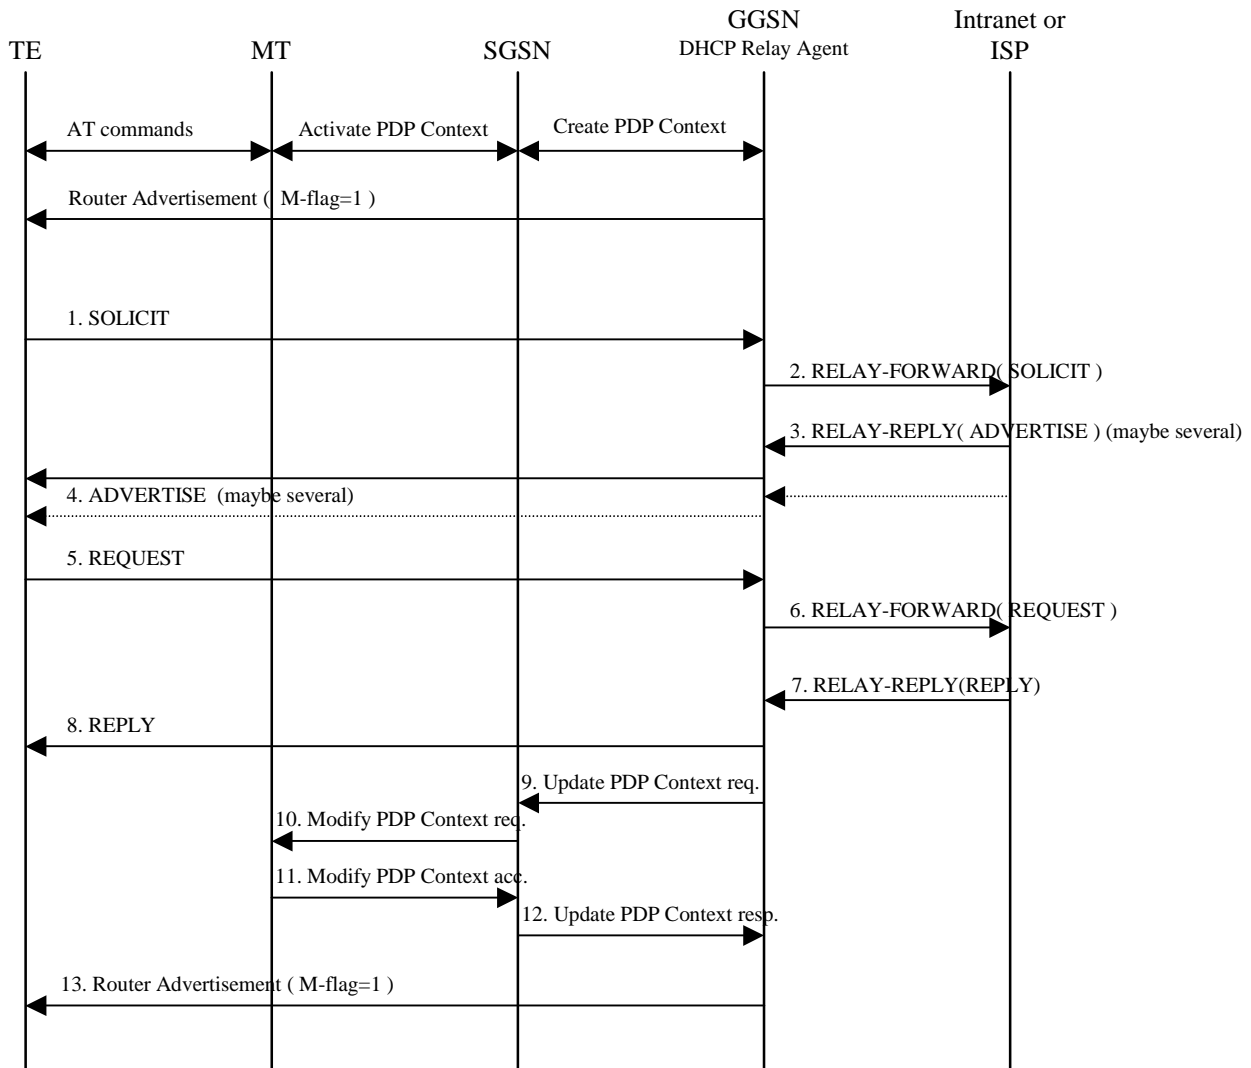 GGSN
Intranet or
TE
MT
SGSN
DHCP Relay Agent
ISP
AT commands
Activate PDP Context
Create PDP Context
Router Advertisement ( M-flag=1 )
1. SOLICIT
2. RELAY-FORWARD( SOLICIT )
3. RELAY-REPLY( ADVERTISE ) (maybe several)
4. ADVERTISE (maybe several)
5. REQUEST
6. RELAY-FORWARD( REQUEST )
7. RELAY-REPLY(REPLY)
8. REPLY
9. Update PDP Context req.
10. Modify PDP Context req.
11. Modify PDP Context acc.
12. Update PDP Context resp.
13. Router Advertisement ( M-flag=1 )